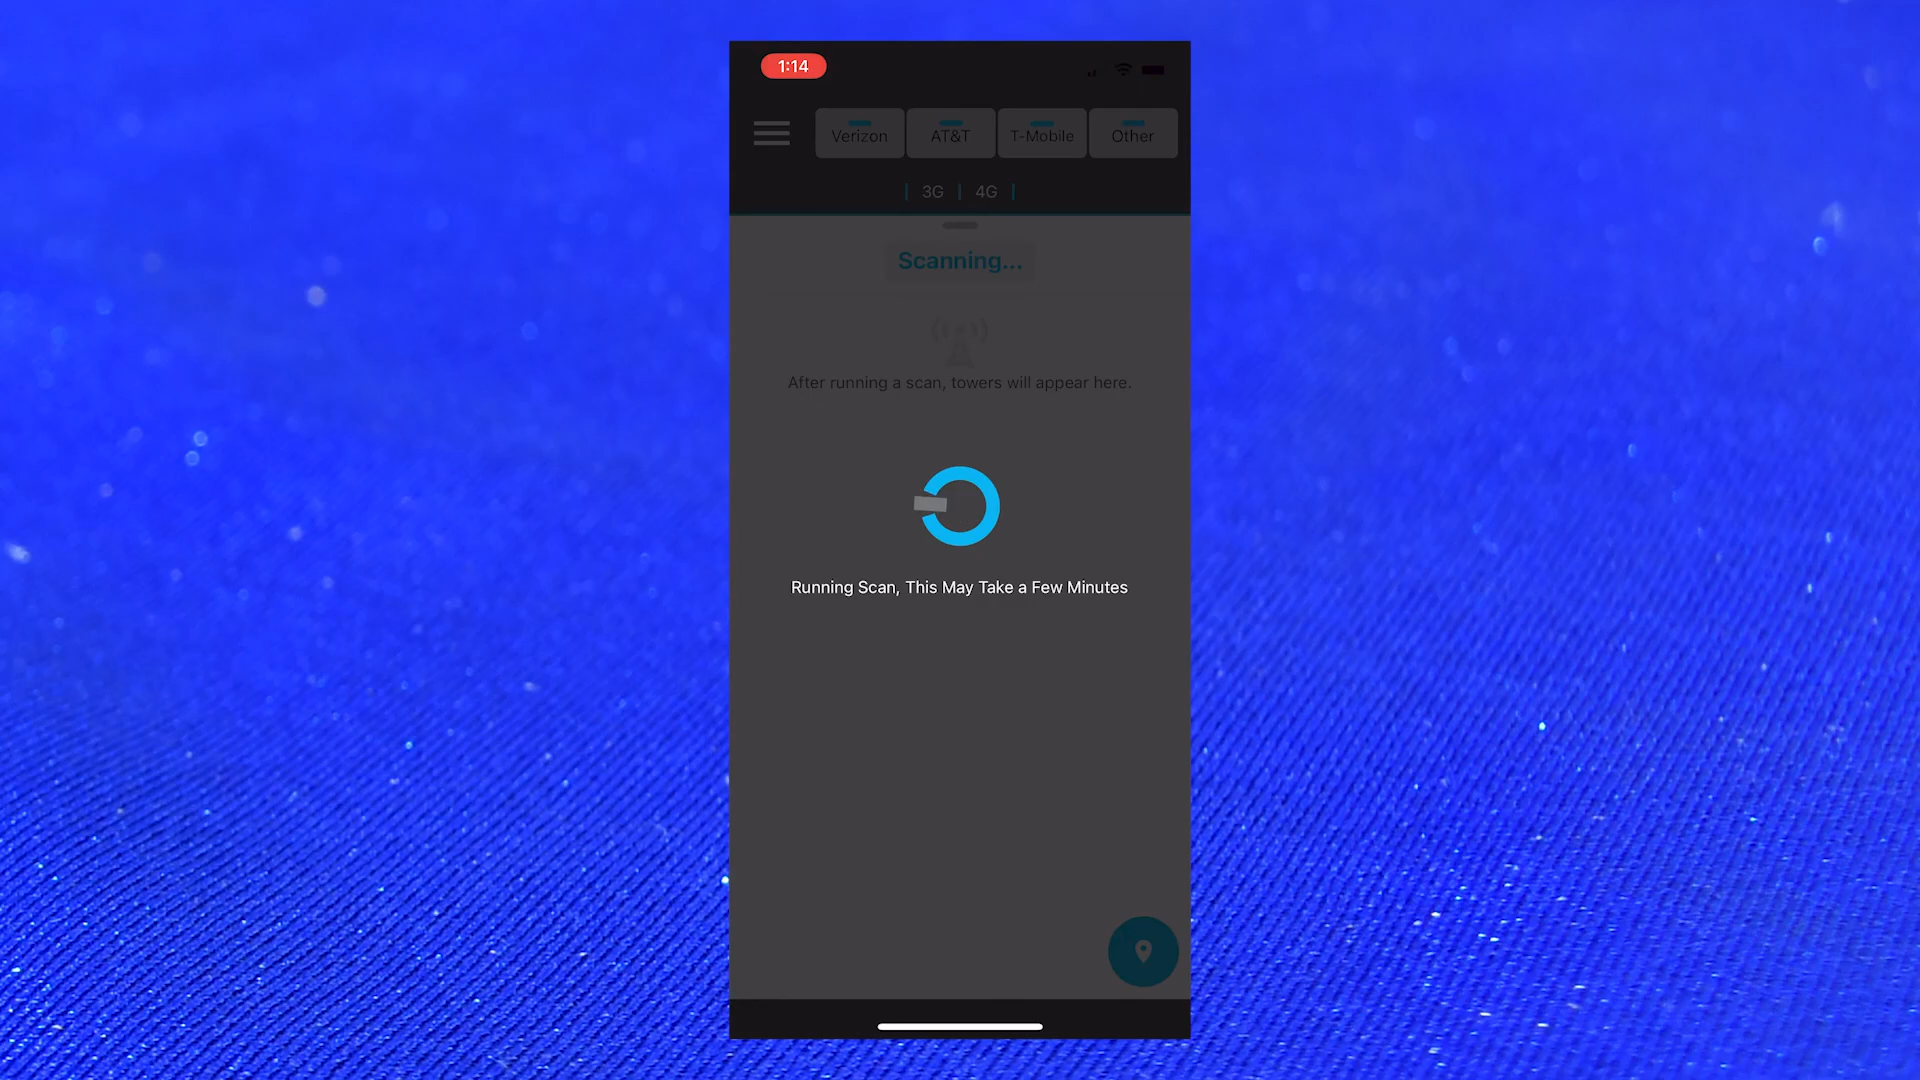 1:14
Verizon AT&T T-Mobile Other
3G 4G
Scanning...
After running a scan, towers will appear here.
Running Scan, This May Take a Few Minutes